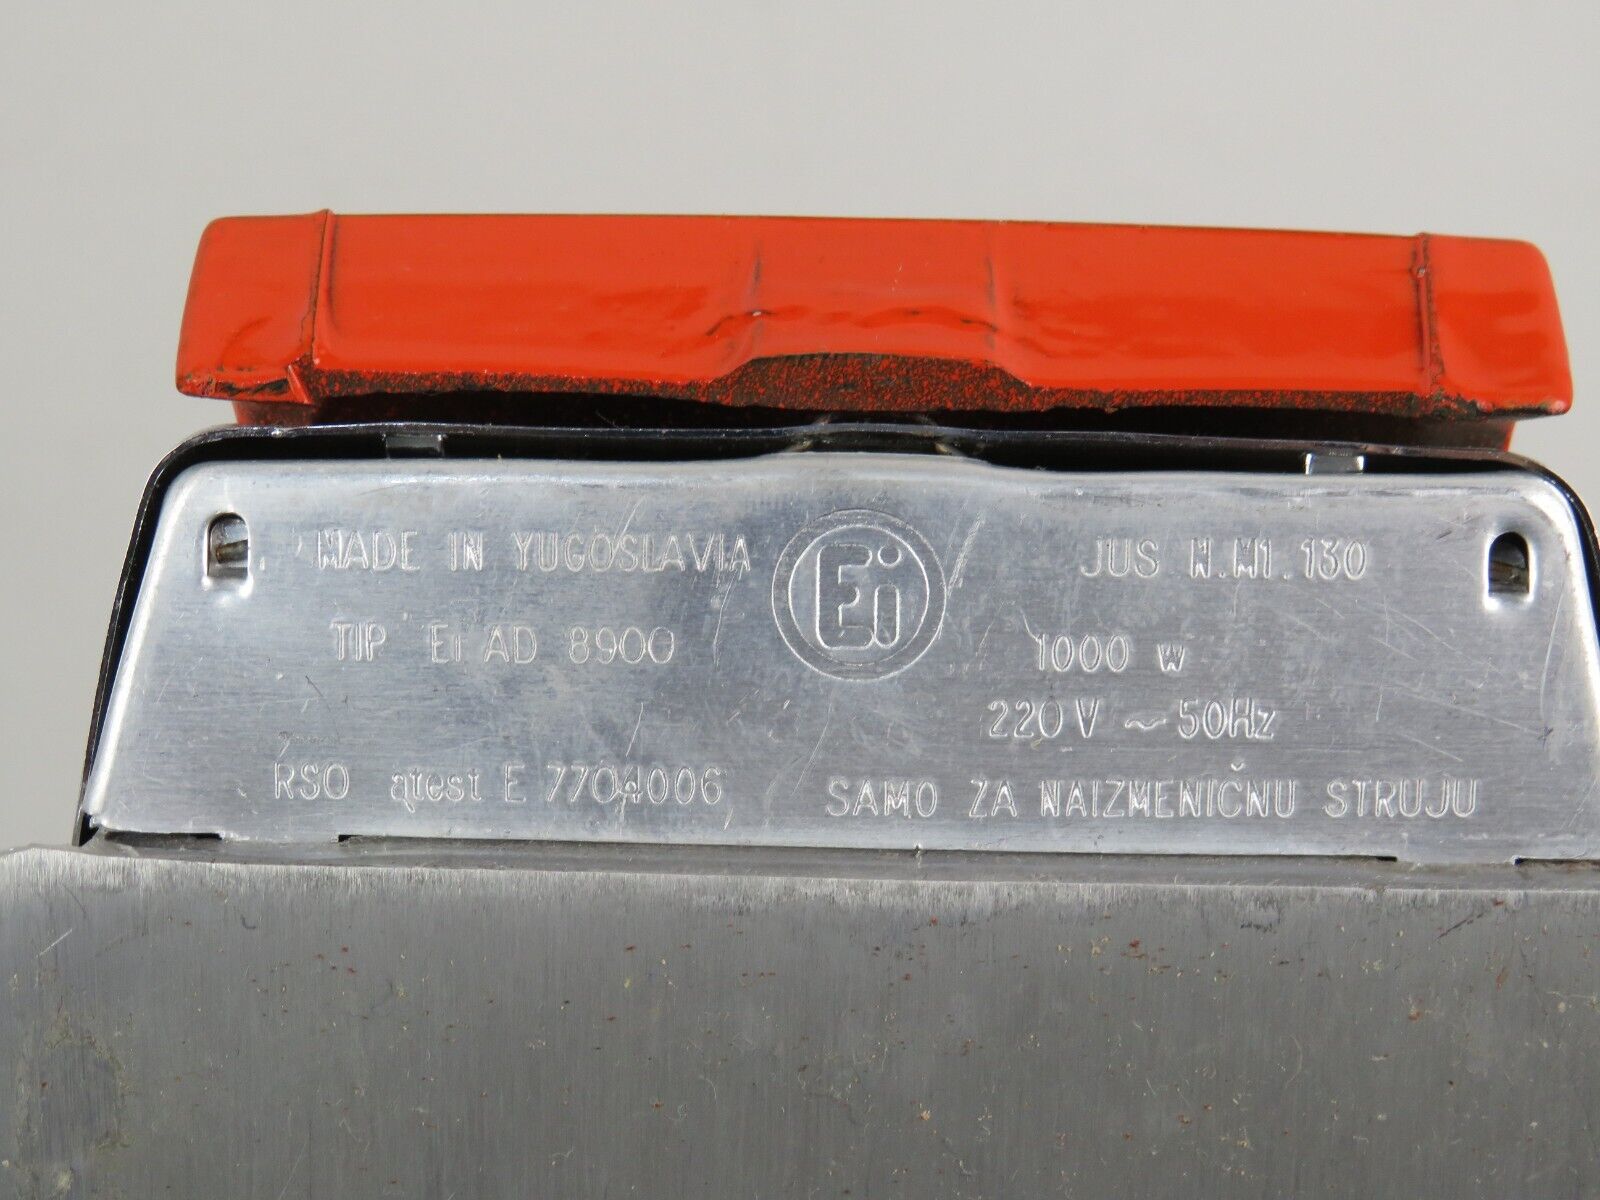 MADE IN YUGOSLAVIA
TIP Ei AD 8900
RSO atest E 7704006
Ei
JUS N.M1.130
1000 W
220V ~ 50Hz
SAMO ZA NAIZMENIČNU STRUJU